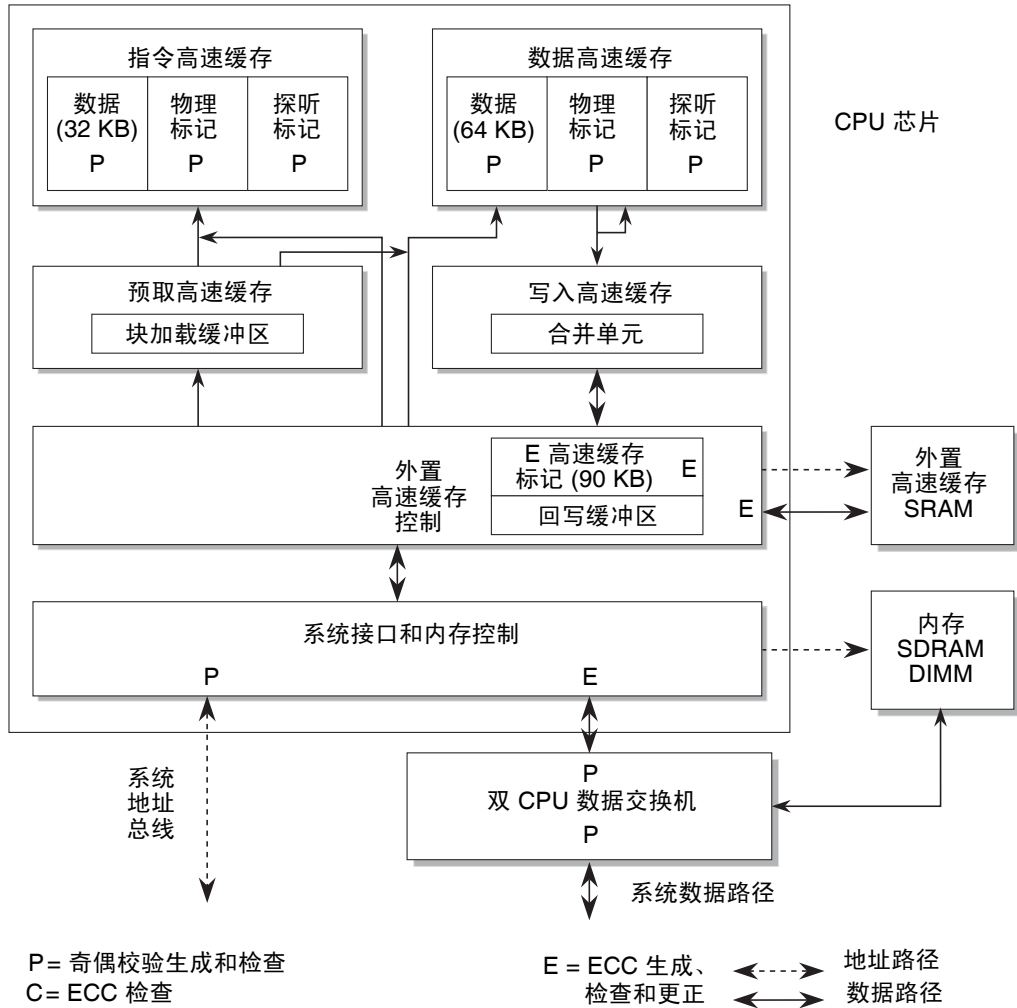 指令高速缓存
数据
(32 KB)
P
物理
标记
P
探听
标记
P
数据高速缓存
数据
(64 KB)
P
物理
标记
P
探听
标记
P
CPU 芯片
预取高速缓存
块加载缓冲区
写入高速缓存
合并单元
外置
高速缓存
控制
E 高速缓存
标记 (90 KB)
E
回写缓冲区
E
外置
高速缓存
SRAM
系统接口和内存控制
P
E
内存
SDRAM
DIMM
系统
地址
总线
P
双 CPU 数据交换机
P
系统数据路径
P = 奇偶校验生成和检查
C = ECC 检查
E = ECC 生成、
检查和更正
地址路径
数据路径